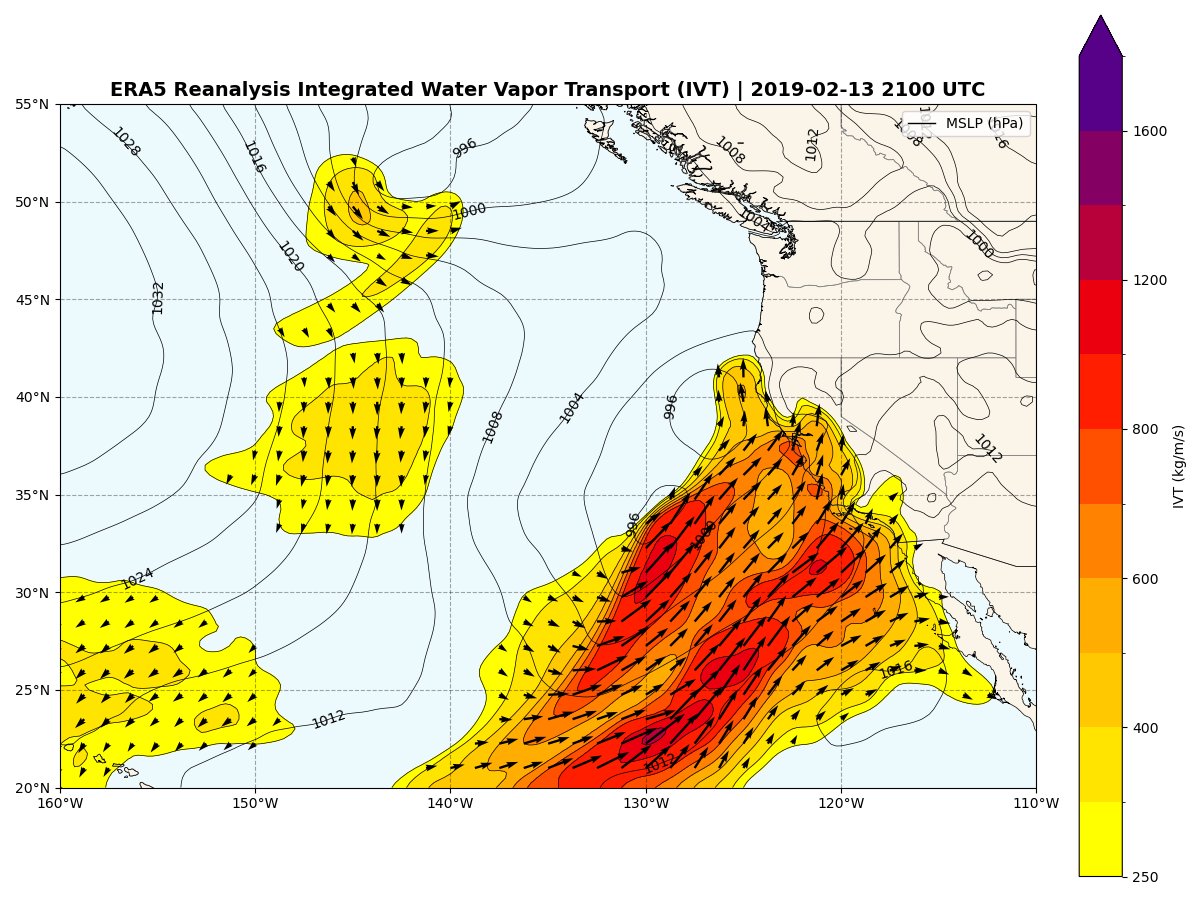 ERA5 Reanalysis Integrated Water Vapor Transport (IVT) | 2019-02-13 2100 UTC
MSLP (hPa)
55°N
50°N
45°N
40°N
35°N
30°N
25°N
20°N
160°W
150°W
140°W
130°W
120°W
110°W
1028
1016
996
1000
1020
1032
1008
1004
996
996
1008
1012
1004
1000
1012
1024
1012
1012
1016
1600
1200
800
600
400
250
IVT (kg/m/s)